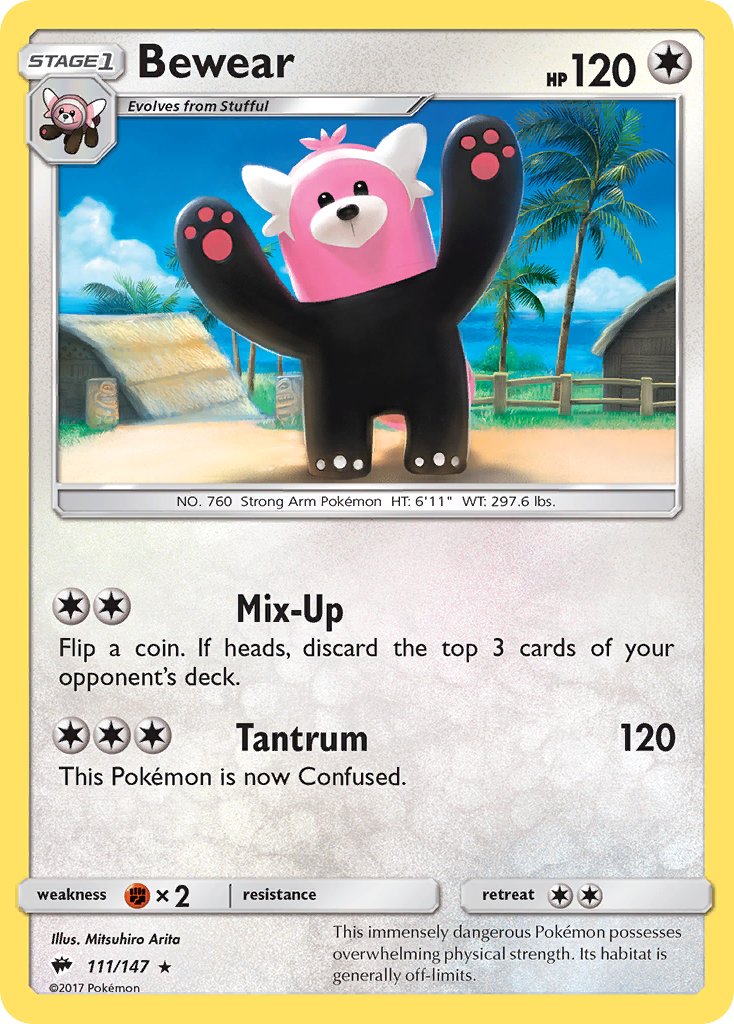 STAGE1
Bewear
HP 120
Evolves from Stufful
NO. 760 Strong Arm Pokémon HT: 6'11" WT: 297.6 lbs.
Mix-Up
Flip a coin. If heads, discard the top 3 cards of your
opponent's deck.
Tantrum 120
This Pokémon is now Confused.
weakness × 2 resistance retreat
Illus. Mitsuhiro Arita
111/147
©2017 Pokémon
This immensely dangerous Pokémon possesses
overwhelming physical strength. Its habitat is
generally off-limits.